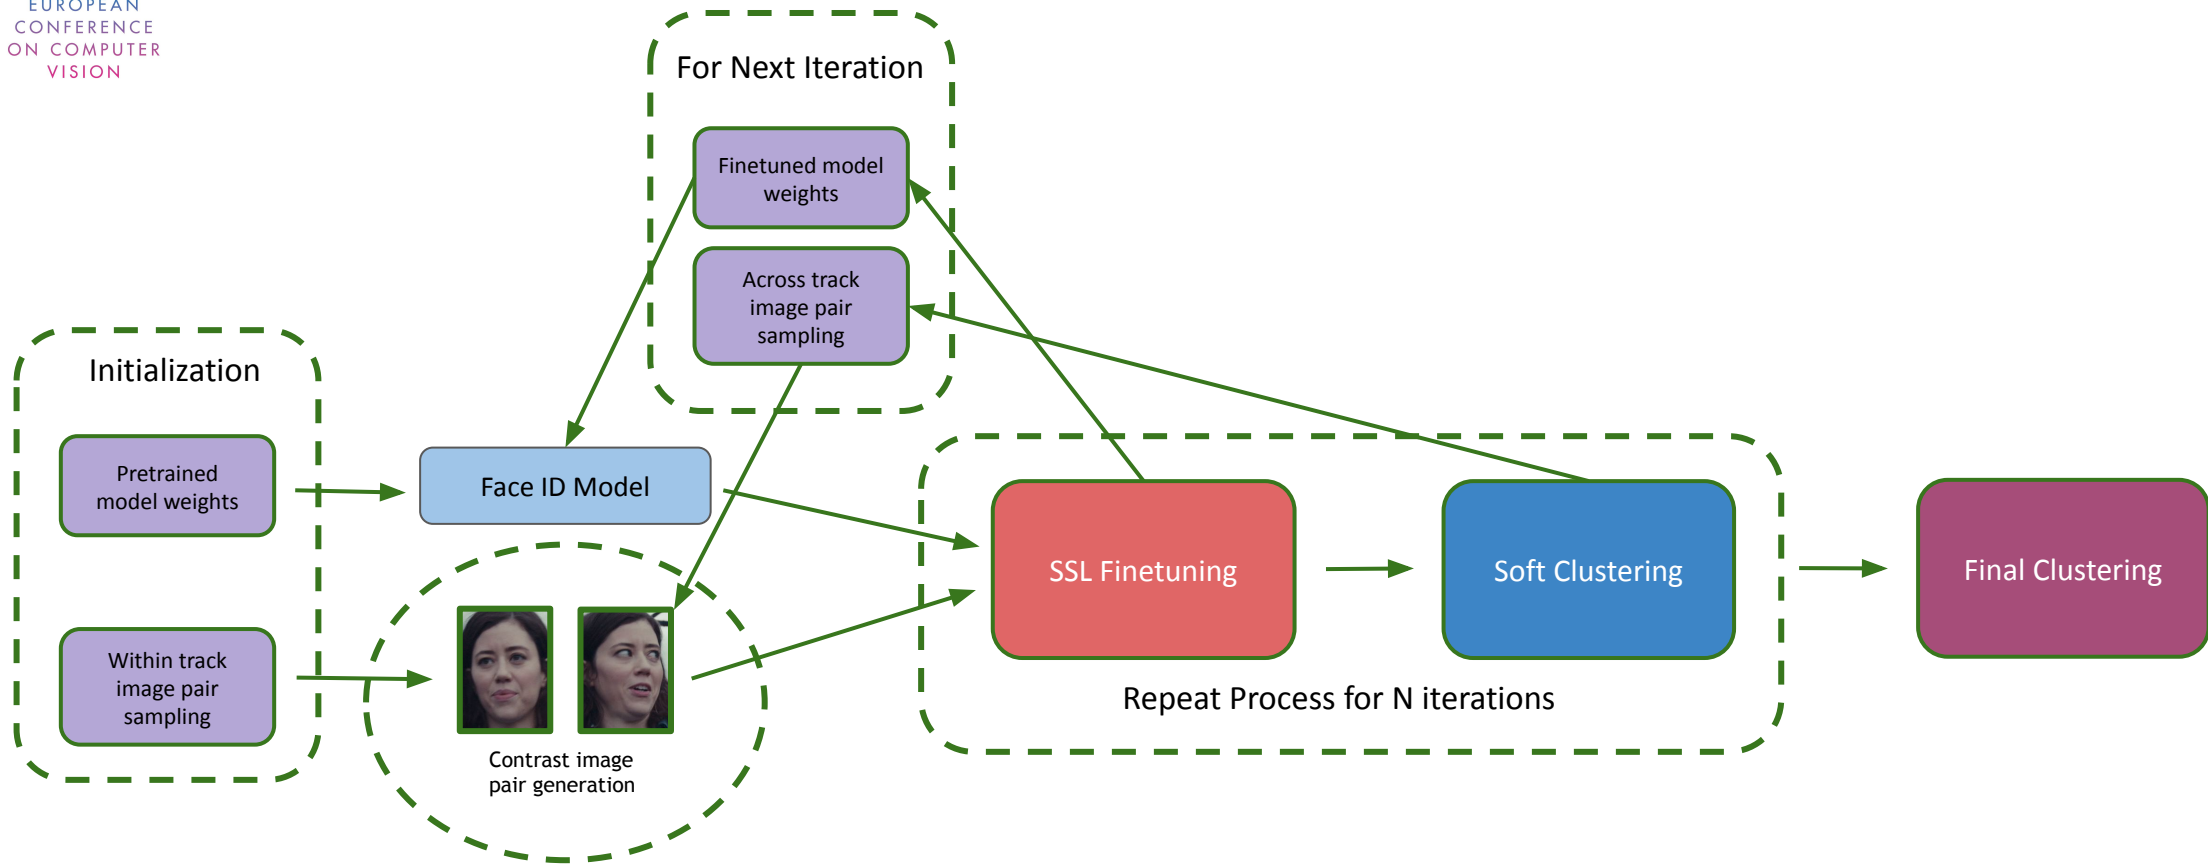 EUROPEAN
CONFERENCE
ON COMPUTER
VISION
For Next Iteration
Finetuned model
weights
Across track
image pair
sampling
Initialization
Pretrained
model weights
Within track
image pair
sampling
Face ID Model
Contrast image
pair generation
SSL Finetuning
Soft Clustering
Repeat Process for N iterations
Final Clustering